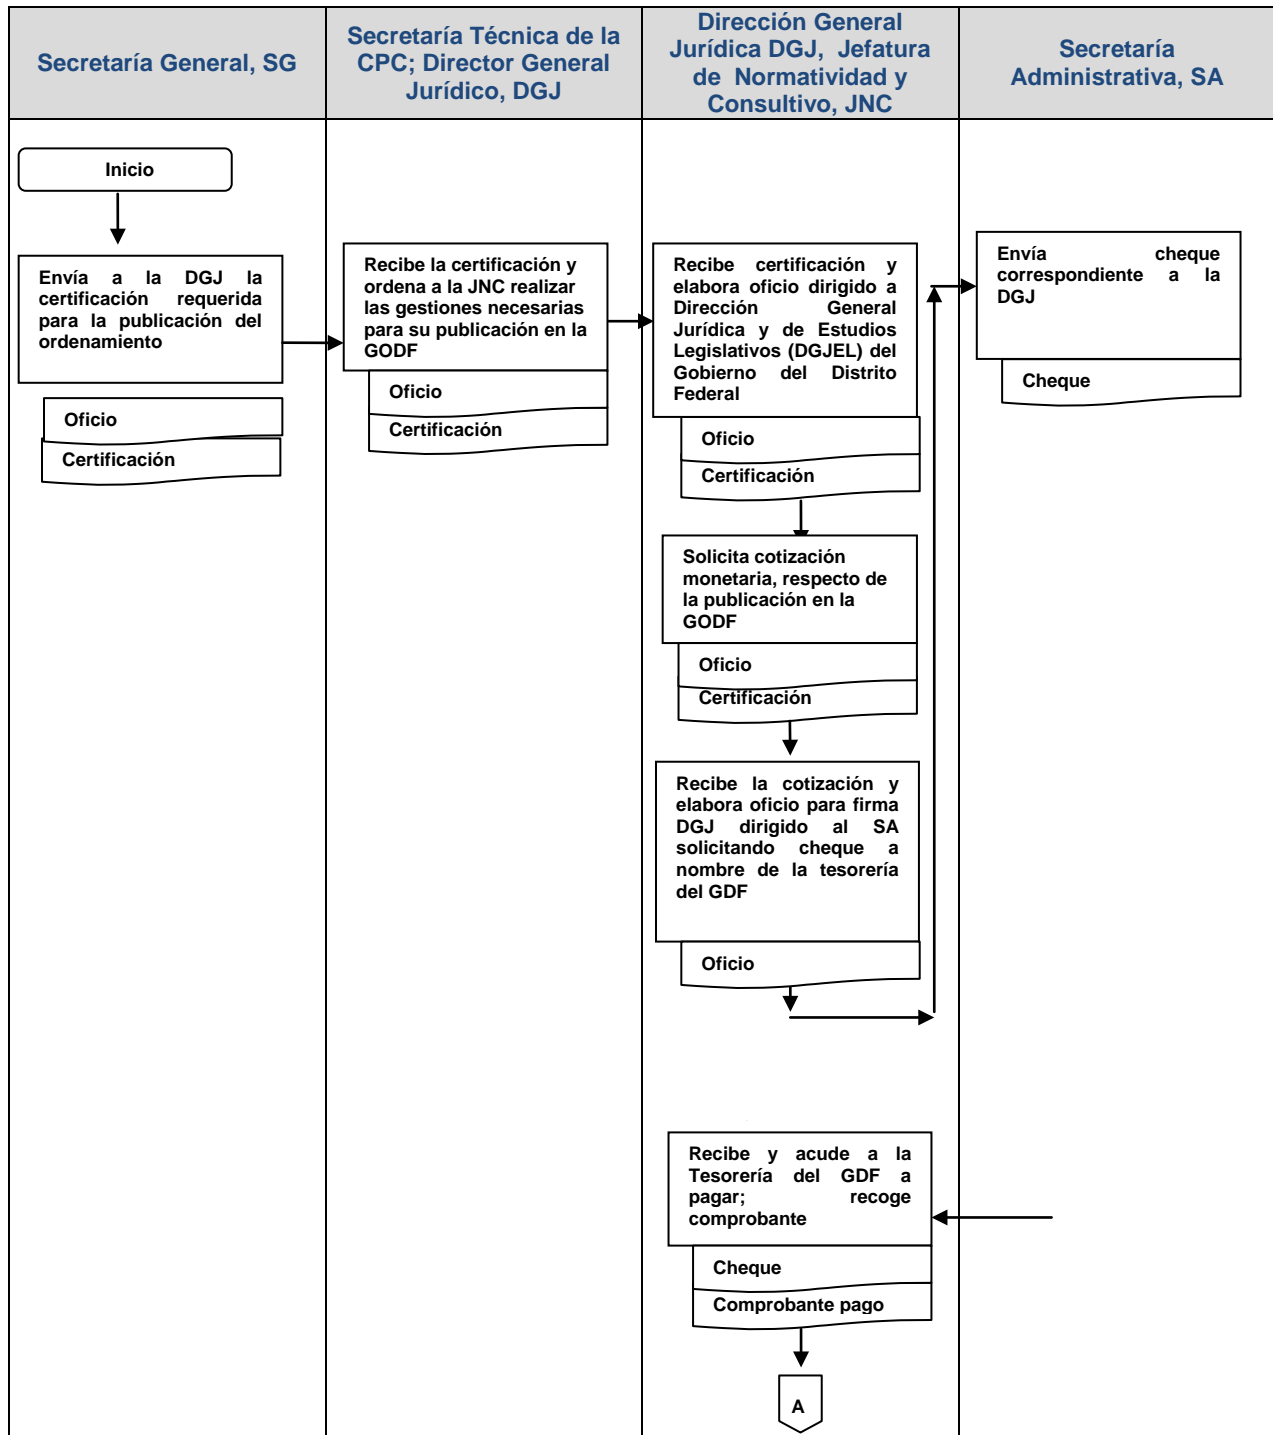 Secretaría General, SG
Secretaría Técnica de la
CPC; Director General
Jurídico, DGJ
Dirección General
Jurídica DGJ, Jefatura
de Normatividad y
Consultivo, JNC
Secretaría
Administrativa, SA
Inicio
Envía a la DGJ la
certificación requerida
para la publicación del
ordenamiento
Oficio
Certificación
Recibe la certificación y
ordena a la JNC realizar
las gestiones necesarias
para su publicación en la
GODF
Oficio
Certificación
Recibe certificación y
elabora oficio dirigido a
Dirección General
Jurídica y de Estudios
Legislativos (DGJEL) del
Gobierno del Distrito
Federal
Oficio
Certificación
Solicita cotización
monetaria, respecto de
la publicación en la
GODF
Oficio
Certificación
Recibe la cotización y
elabora oficio para firma
DGJ dirigido al SA
solicitando cheque a
nombre de la tesorería
del GDF
Oficio
Envía cheque
correspondiente a la
DGJ
Cheque
Recibe y acude a la
Tesorería del GDF a
pagar; recoge
comprobante
Cheque
Comprobante pago
A